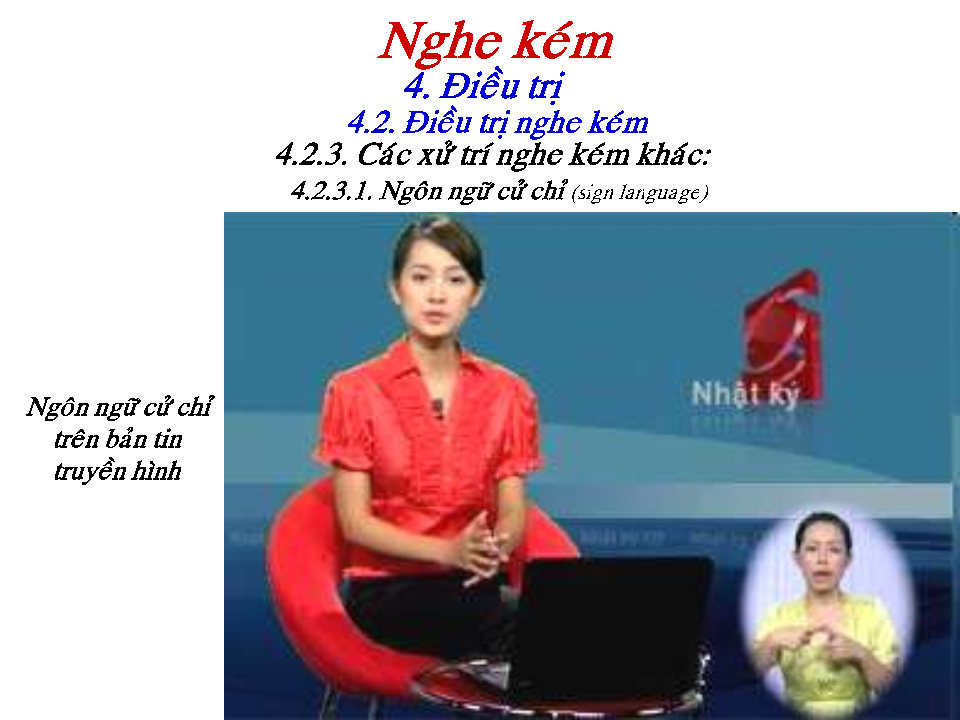 Nghe kém
4. Điều trị
4.2. Điều trị nghe kém
4.2.3. Các xử trí nghe kém khác:
4.2.3.1. Ngôn ngữ cử chỉ (sign language)
Nhật ký
Ngôn ngữ cử chỉ
trên bản tin
truyền hình